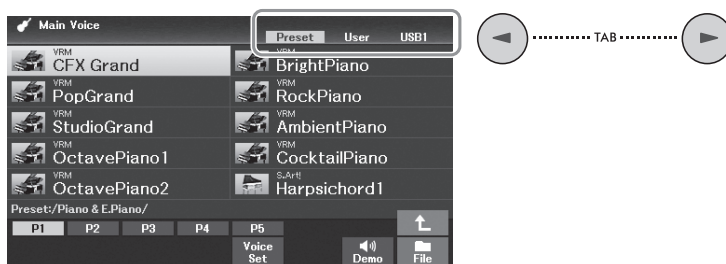 Main Voice
Preset User USB1
VRM
CFX Grand
VRM
BrightPiano
VRM
PopGrand
VRM
RockPiano
VRM
StudioGrand
VRM
AmbientPiano
VRM
OctavePiano1
VRM
CocktailPiano
VRM
OctavePiano2
S.Art!
Harpsichord1
Preset:/Piano & E.Piano/
P1 P2 P3 P4 P5
Voice Set
Demo
File
TAB